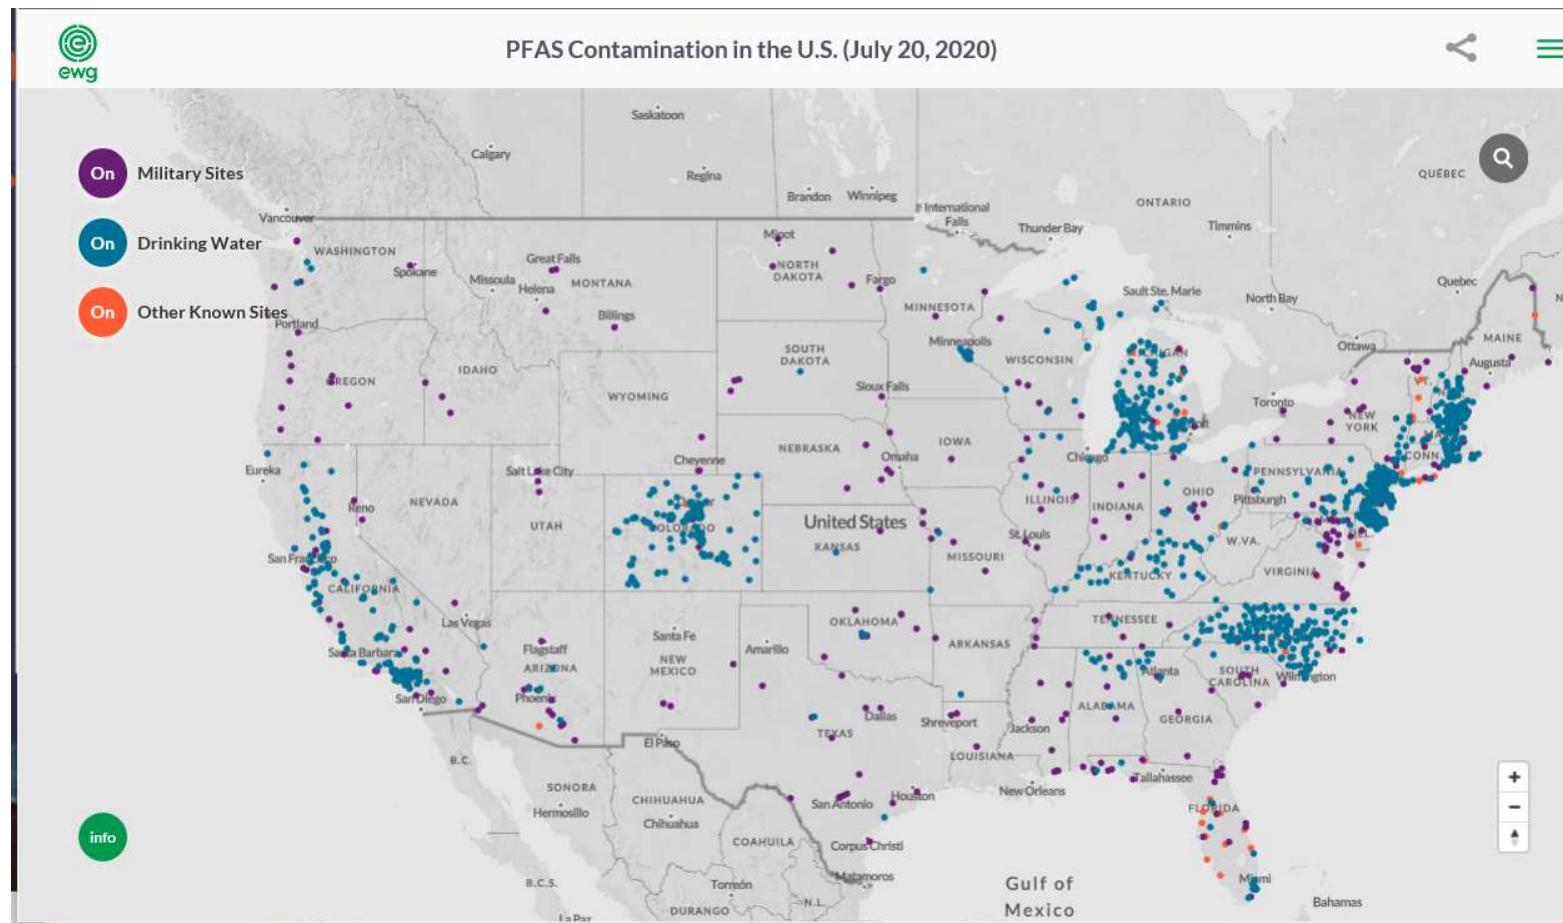 PFAS Contamination in the U.S. (July 20, 2020)
ewg
On Military Sites
On Drinking Water
On Other Known Sites
Saskatoon
Calgary
Regina
Brandon
Winnipeg
QUÉBEC
ONTARIO
Vancouver
International
Falls
Thunder Bay
Timmins
WASHINGTON
Spokane
Great Falls
Missoula
Helena
MONTANA
Minot
NORTH
DAKOTA
Fargo
MINNESOTA
Sault Ste. Marie
North Bay
Quebec
Portland
Billings
SOUTH
DAKOTA
Minneapolis
WISCONSIN
Ottawa
MAINE
Augusta
OREGON
IDAHO
WYOMING
Sioux Falls
Toronto
NEW
YORK
VT.
Eureka
Salt Lake City
Cheyenne
NEBRASKA
Omaha
IOWA
Chicago
PENNSYLVANIA
CONN.
Reno
NEVADA
UTAH
United States
KANSAS
ILLINOIS
INDIANA
OHIO
Pittsburgh
St. Louis
MISSOURI
W.VA.
DEL.
CALIFORNIA
KENTUCKY
VIRGINIA
Las Vegas
Flagstaff
ARIZONA
Santa Fe
NEW
MEXICO
Amarillo
OKLAHOMA
ARKANSAS
TENNESSEE
Santa Barbara
San Diego
Phoenix
Atlanta
SOUTH
CAROLINA
Wilmington
El Paso
TEXAS
Dallas
Shreveport
Jackson
ALABAMA
GEORGIA
LOUISIANA
B.C.
SONORA
Hermosillo
CHIHUAHUA
Chihuahua
San Antonio
Houston
New Orleans
Tallahassee
FLORIDA
info
COAHUILA
Corpus Christi
B.C.S.
Torreón
Matamoros
Gulf of
Mexico
Miami
Bahamas
DURANGO
N.L.
La Paz